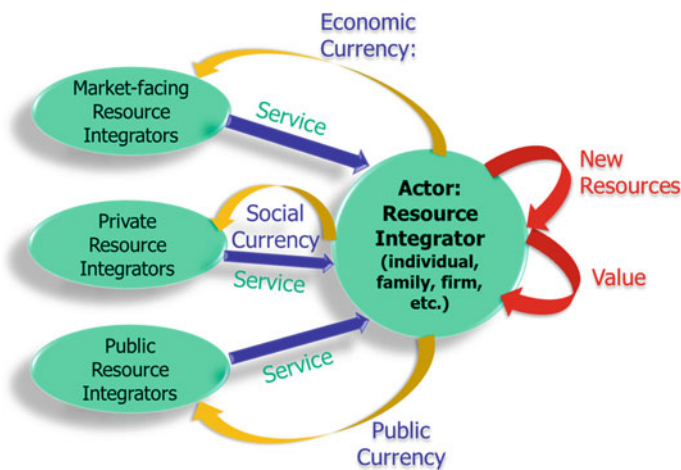 Economic
Currency:
Market-facing
Resource
Integrators
Service
New
Resources
Actor:
Resource
Integrator
(individual,
family, firm,
etc.)
Private
Resource
Integrators
Social
Currency
Service
Value
Public
Resource
Integrators
Service
Public
Currency